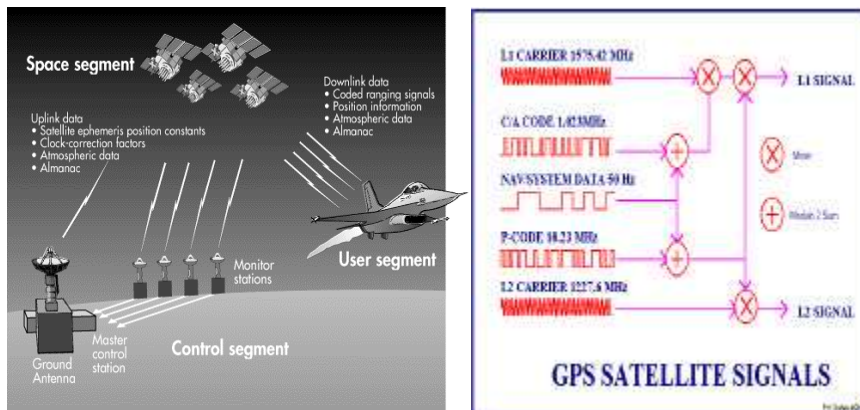 Space segment
Downlink data
• Coded ranging signals
• Position information
• Atmospheric data
• Almanac
Uplink data
• Satellite ephemeris position constants
• Clock-correction factors
• Atmospheric data
• Almanac
Monitor
stations
User segment
Master
control
station
Control segment
Ground
Antenna
L1 CARRIER 1575.42 MHz
L1 SIGNAL
C/A CODE 1.023MHz
Mixer
NAV/SYSTEM DATA 50 Hz
Modulo 2 Sum
P-CODE 10.23 MHz
L2 CARRIER 1227.6 MHz
L2 SIGNAL
GPS SATELLITE SIGNALS